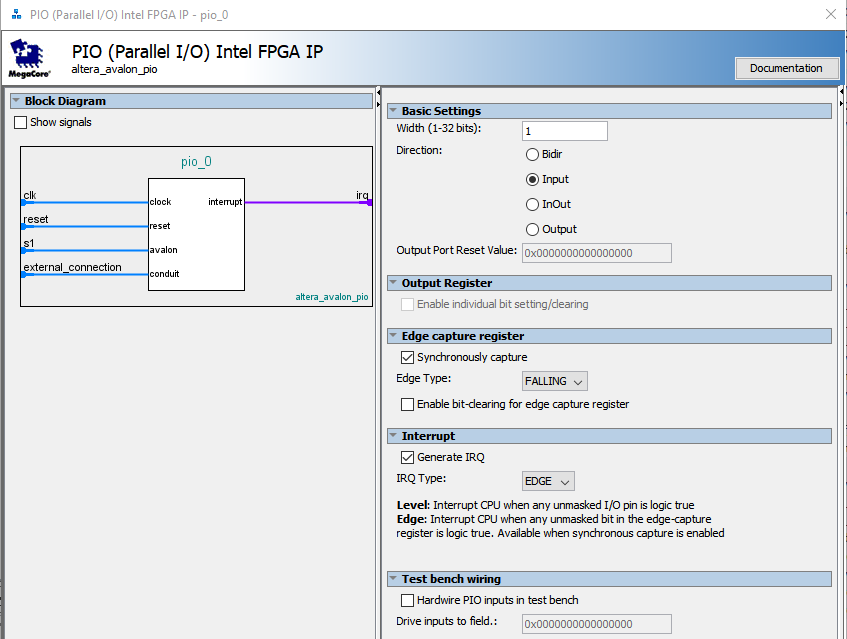 PIO (Parallel I/O) Intel FPGA IP - pio_0
PIO (Parallel I/O) Intel FPGA IP
altera_avalon_pio
MegaCore®
Documentation
Block Diagram
Show signals
pio_0
clk
clock
interrupt
irq
reset
reset
s1
avalon
external_connection
conduit
altera_avalon_pio
Basic Settings
Width (1-32 bits):
1
Direction:
Bidir
Input
InOut
Output
Output Port Reset Value:
0x0000000000000000
Output Register
Enable individual bit setting/clearing
Edge capture register
Synchronously capture
Edge Type:
FALLING
Enable bit-clearing for edge capture register
Interrupt
Generate IRQ
IRQ Type:
EDGE
Level: Interrupt CPU when any unmasked I/O pin is logic true
Edge: Interrupt CPU when any unmasked bit in the edge-capture
register is logic true. Available when synchronous capture is enabled
Test bench wiring
Hardwire PIO inputs in test bench
Drive inputs to field.:
0x0000000000000000